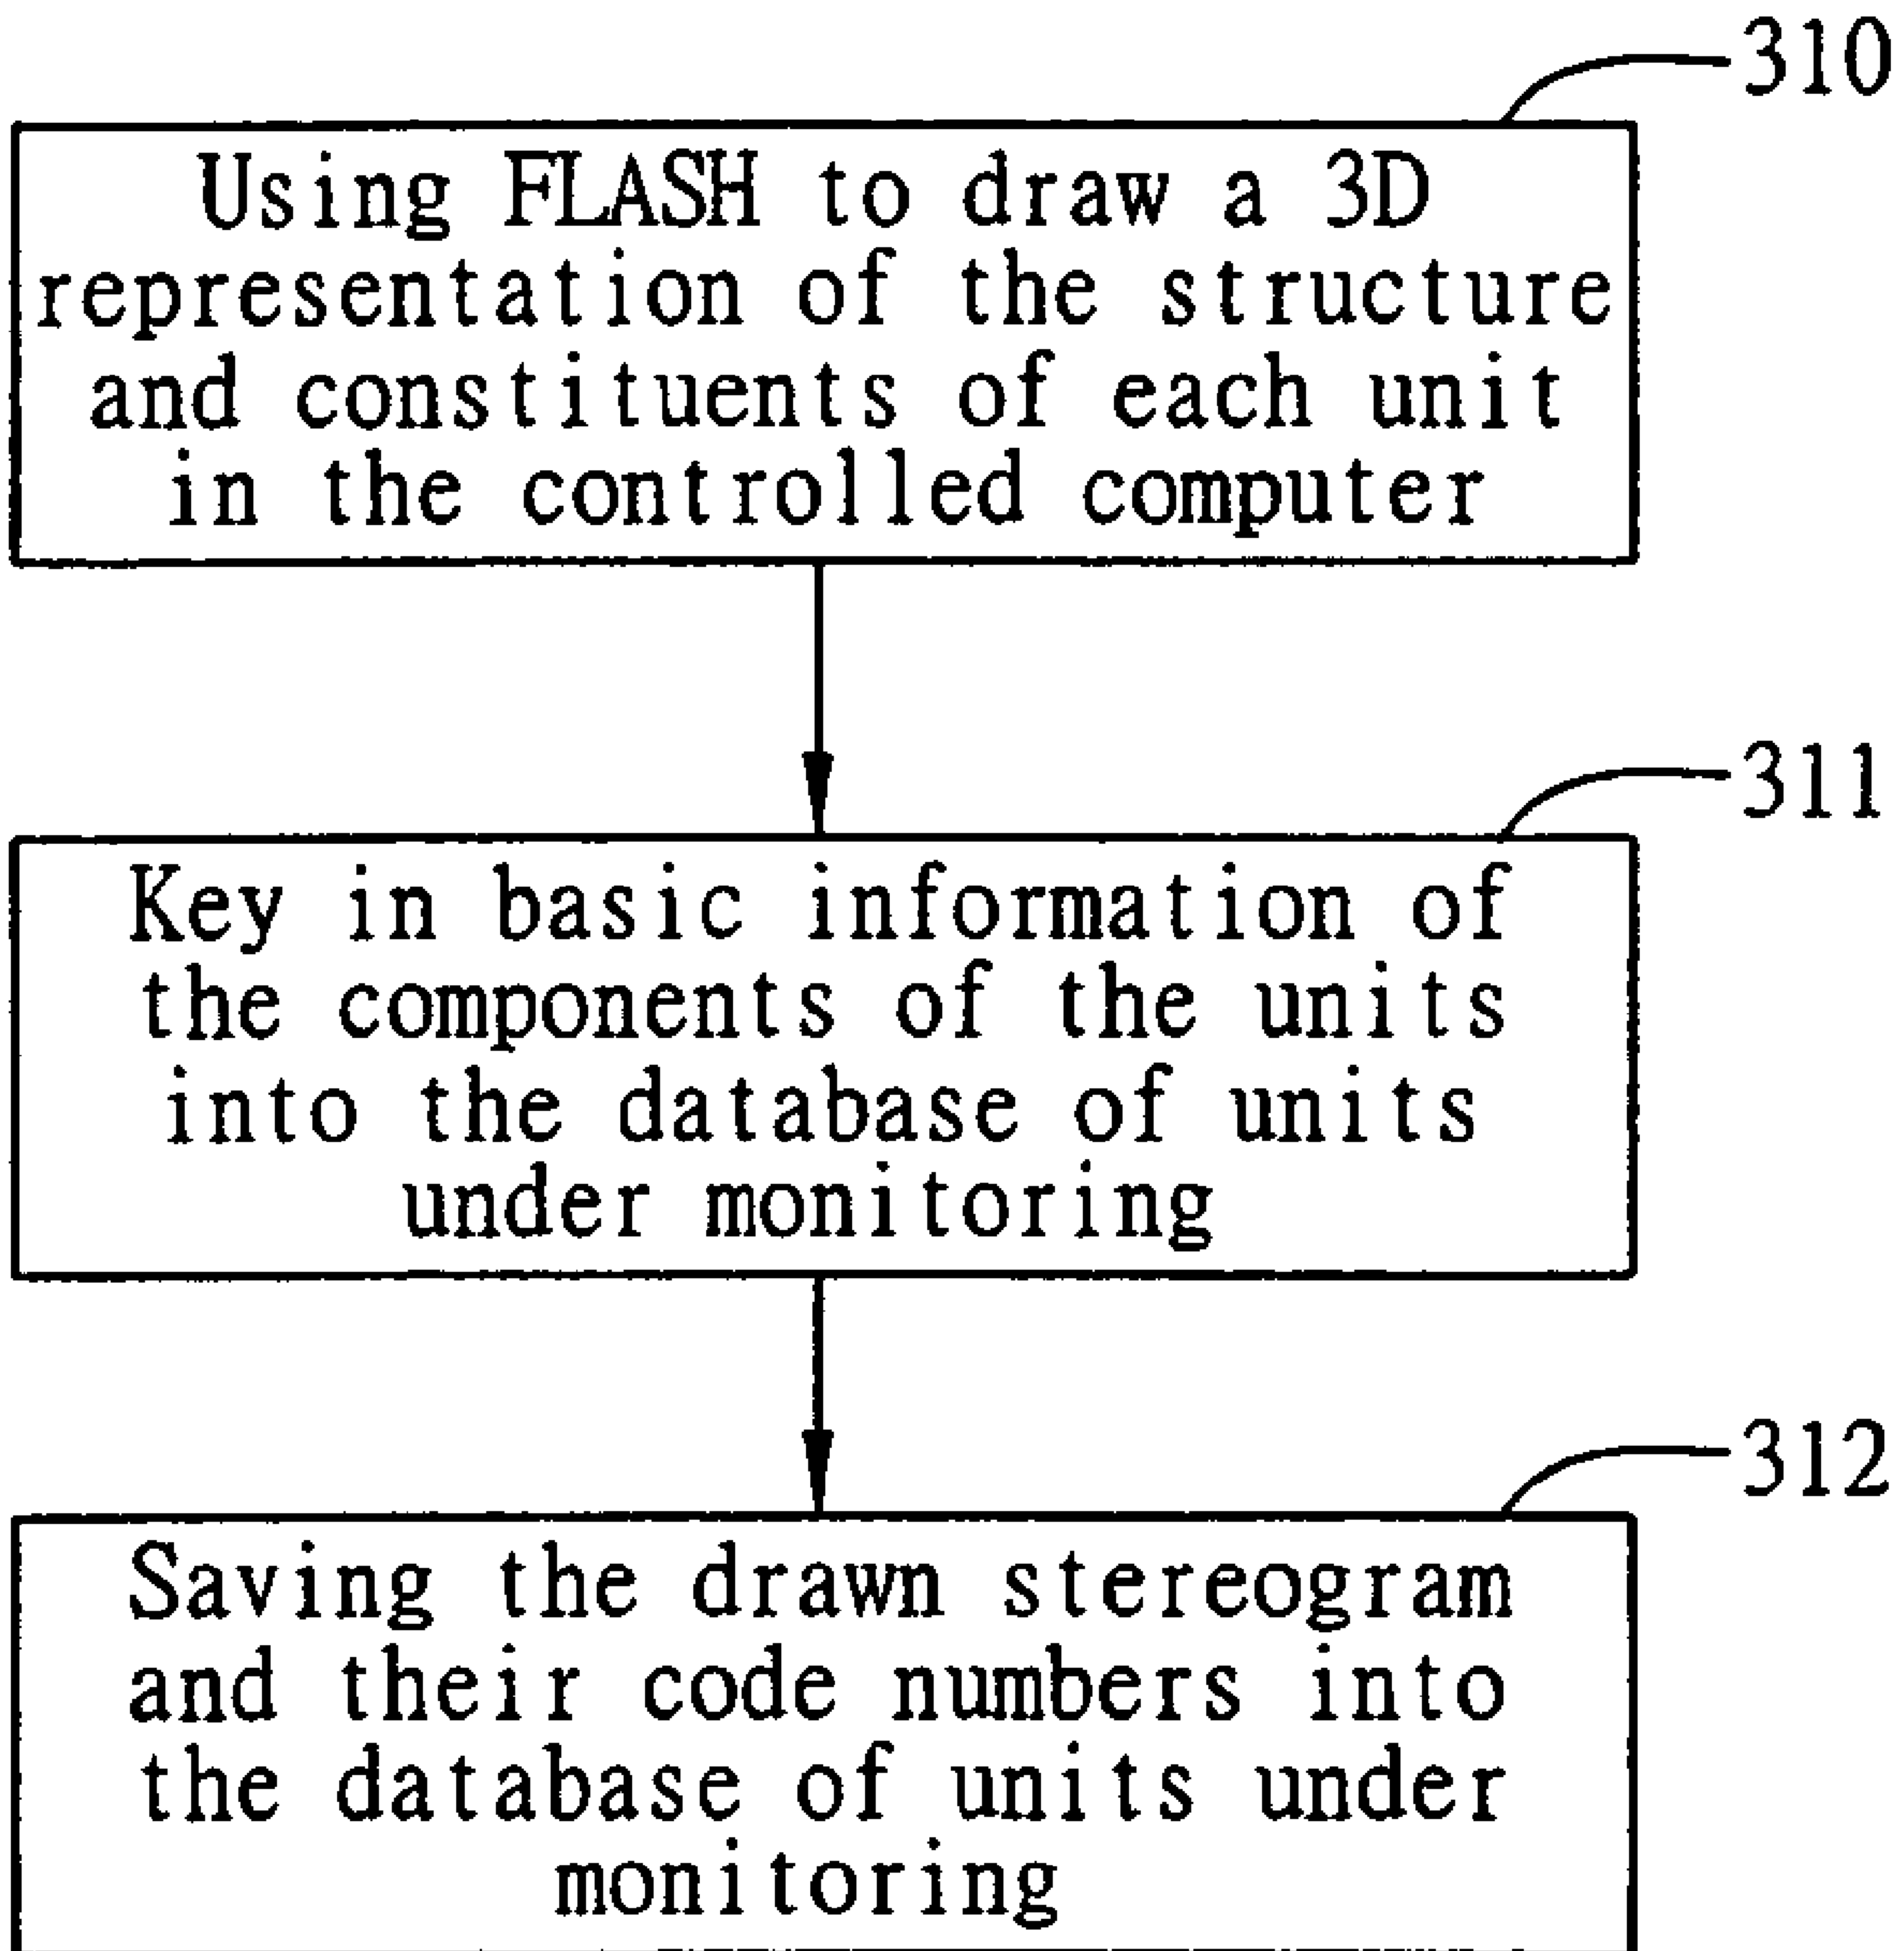 310
Using FLASH to draw a 3D
representation of the structure
and constituents of each unit
in the controlled computer
311
Key in basic information of
the components of the units
into the database of units
under monitoring
312
Saving the drawn stereogram
and their code numbers into
the database of units under
monitoring